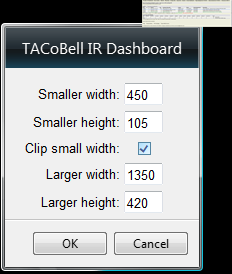 TACoBell IR Dashboard
Smaller width: 450
Smaller height: 105
Clip small width:
Larger width: 1350
Larger height: 420
OK Cancel